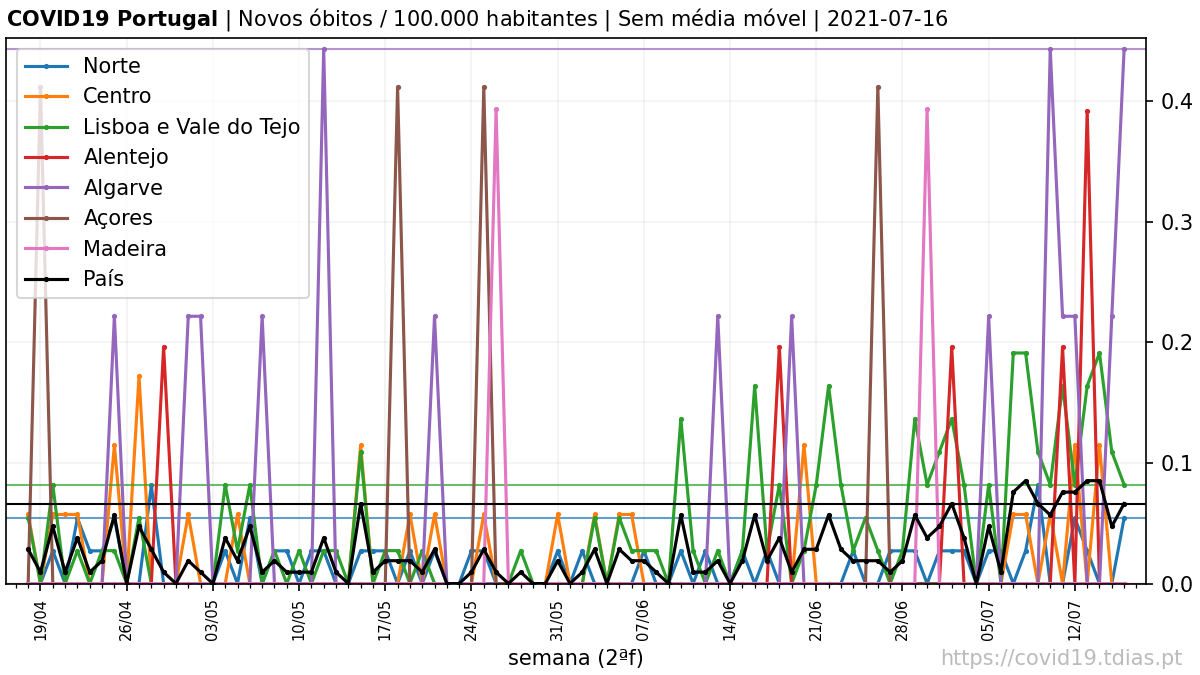 COVID19 Portugal | Novos óbitos / 100.000 habitantes | Sem média móvel | 2021-07-16
Norte
Centro
Lisboa e Vale do Tejo
Alentejo
Algarve
Açores
Madeira
País
0.4
0.3
0.2
0.1
0.0
19/04
26/04
03/05
10/05
17/05
24/05
31/05
07/06
14/06
21/06
28/06
05/07
12/07
semana (2ªf)
https://covid19.tdias.pt